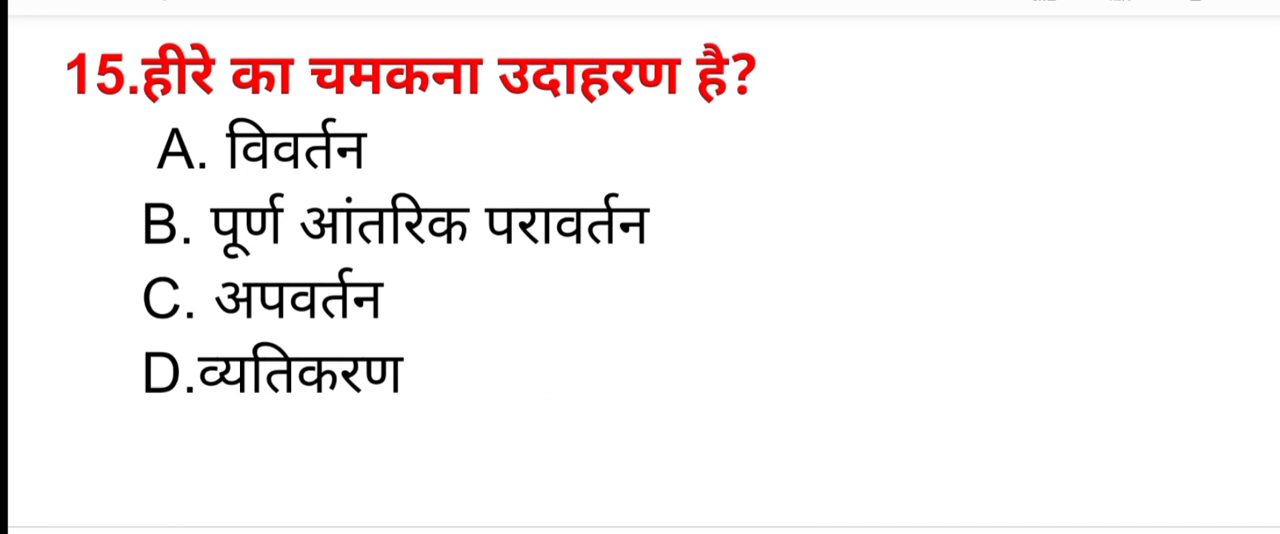 15.हीरे का चमकना उदाहरण है?
A. विवर्तन
B. पूर्ण आंतरिक परावर्तन
C. अपवर्तन
D.व्यतिकरण